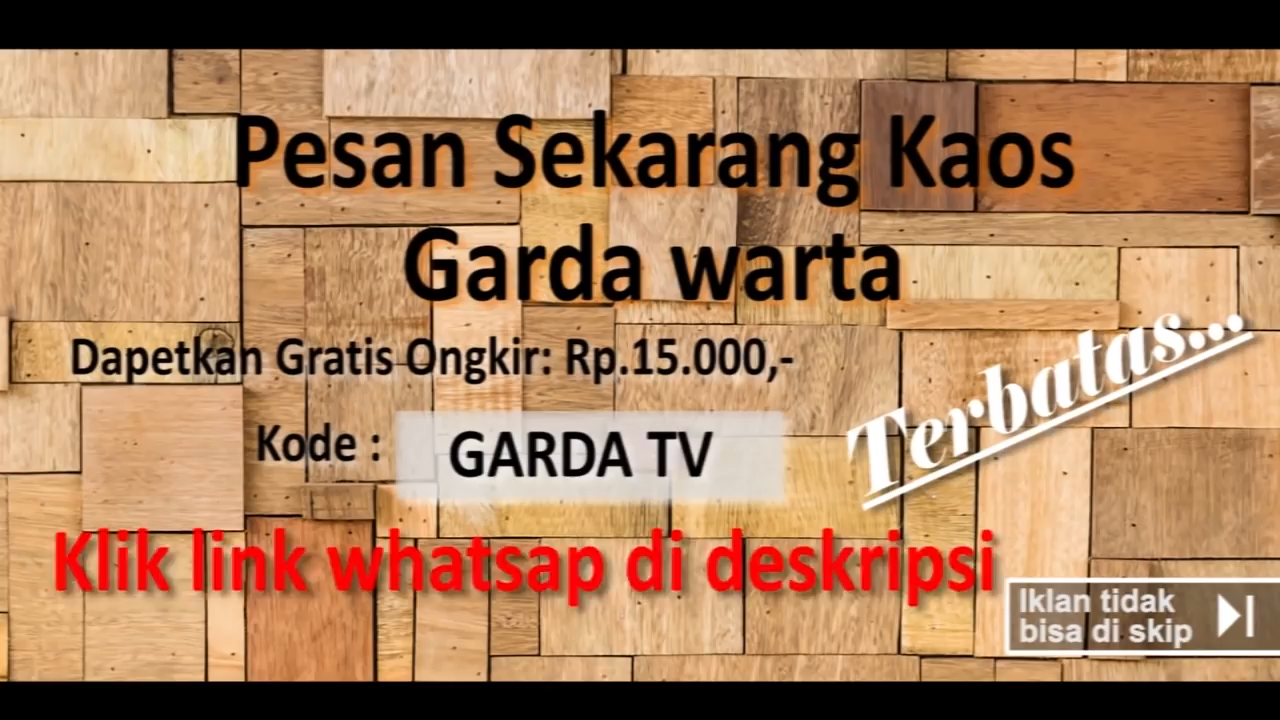 Pesan Sekarang Kaos
Garda warta
Dapetkan Gratis Ongkir: Rp.15.000,-
Terbatas...
Kode :
GARDA TV
Klik link whatsap di deskripsi
Iklan tidak
bisa di skip